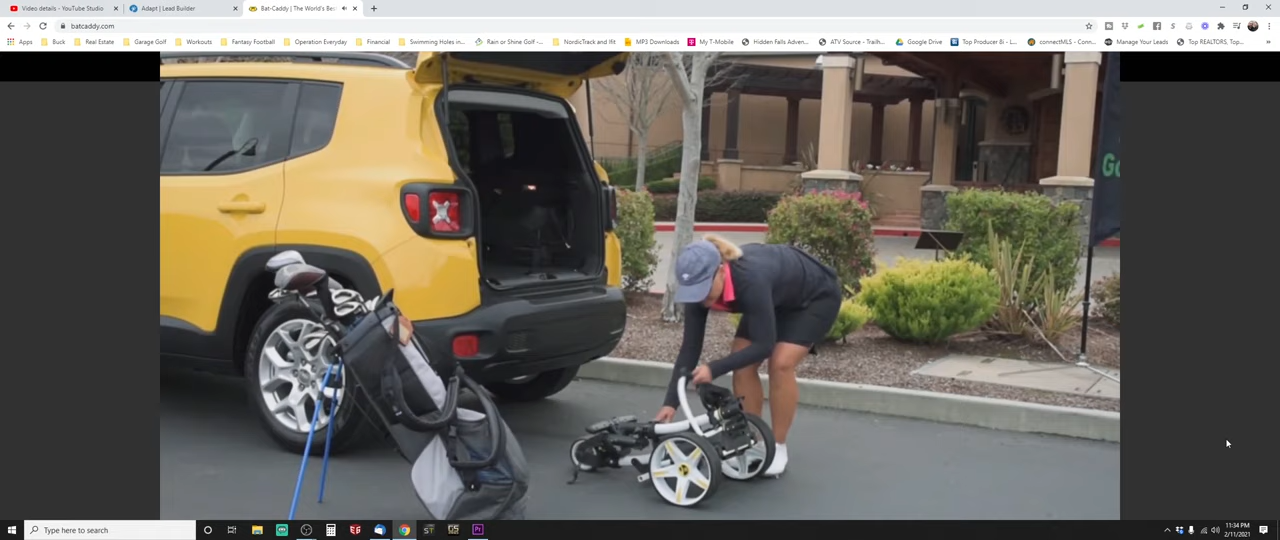 Video details - YouTube Studio
Adapt | Lead Builder
Bat-Caddy | The World's Bes
batcaddy.com
Apps
Buck
Real Estate
Garage Golf
Workouts
Fantasy Football
Operation Everyday
Financial
Swimming Holes in...
Rain or Shine Golf -...
NordicTrack and Ifit
MP3 Downloads
My T-Mobile
Hidden Falls Adven...
ATV Source - Trailh...
Google Drive
Top Producer 8i - L...
connectMLS - Conn...
Manage Your Leads
Top REALTORS, Top...
Go
Type here to search
11:34 PM
2/11/2021